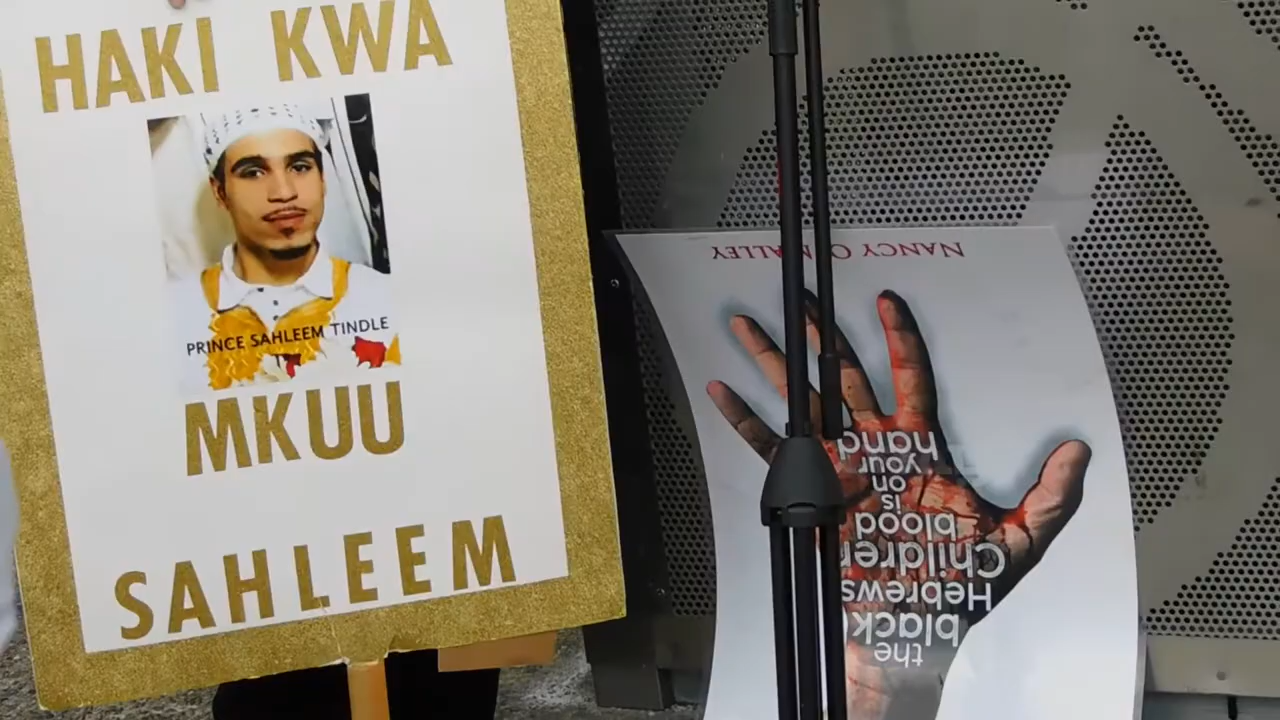 HAKI KWA
PRINCE SAHLEEM TINDLE
MKUU
SAHLEEM
the
black
Hebrews
Children
blood
is
on
your
hand
NANCY O'MALLEY